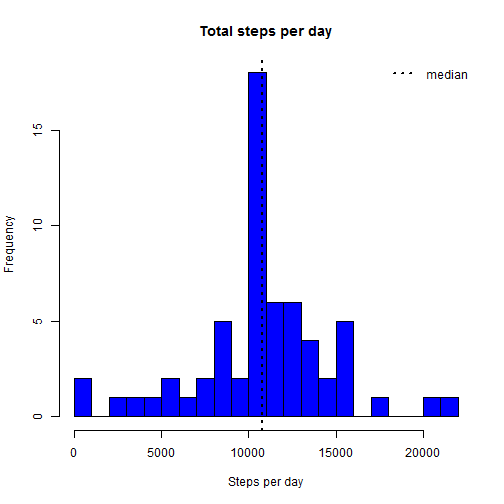 Total steps per day
median
Frequency
15
10
5
0
0 5000 10000 15000 20000
Steps per day